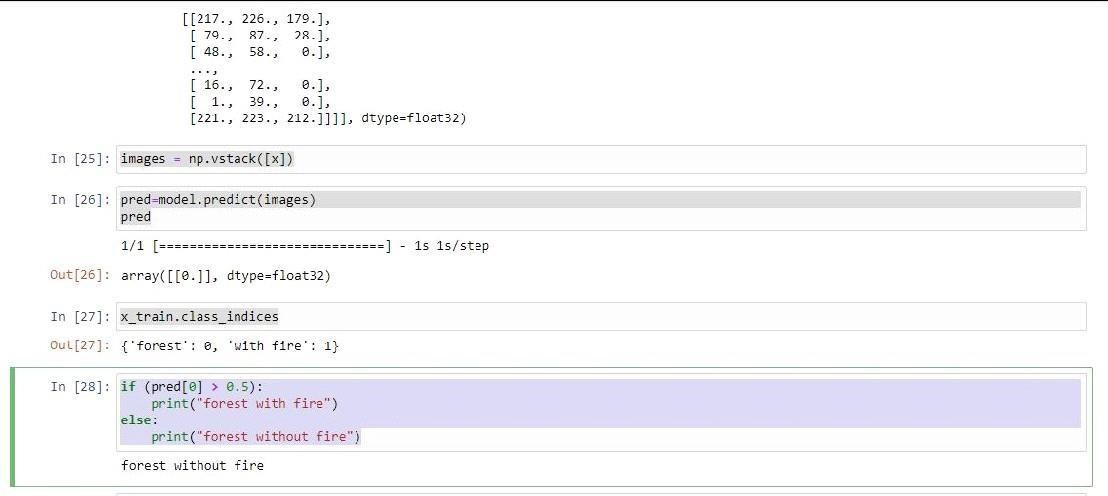 [[217., 226., 179.],
[ 79., 87., 28.],
[ 48., 58., 0.],
...,
[ 16., 72., 0.],
[ 1., 39., 0.],
[221., 223., 212.]]]], dtype=float32)
In [25]: images = np.vstack([x])
In [26]: pred=model.predict(images)
pred
1/1 [==============================] - 1s 1s/step
Out[26]: array([[0.]], dtype=float32)
In [27]: x_train.class_indices
Out[27]: {'forest': 0, 'with fire': 1}
In [28]: if (pred[0] > 0.5):
print("forest with fire")
else:
print("forest without fire")
forest without fire